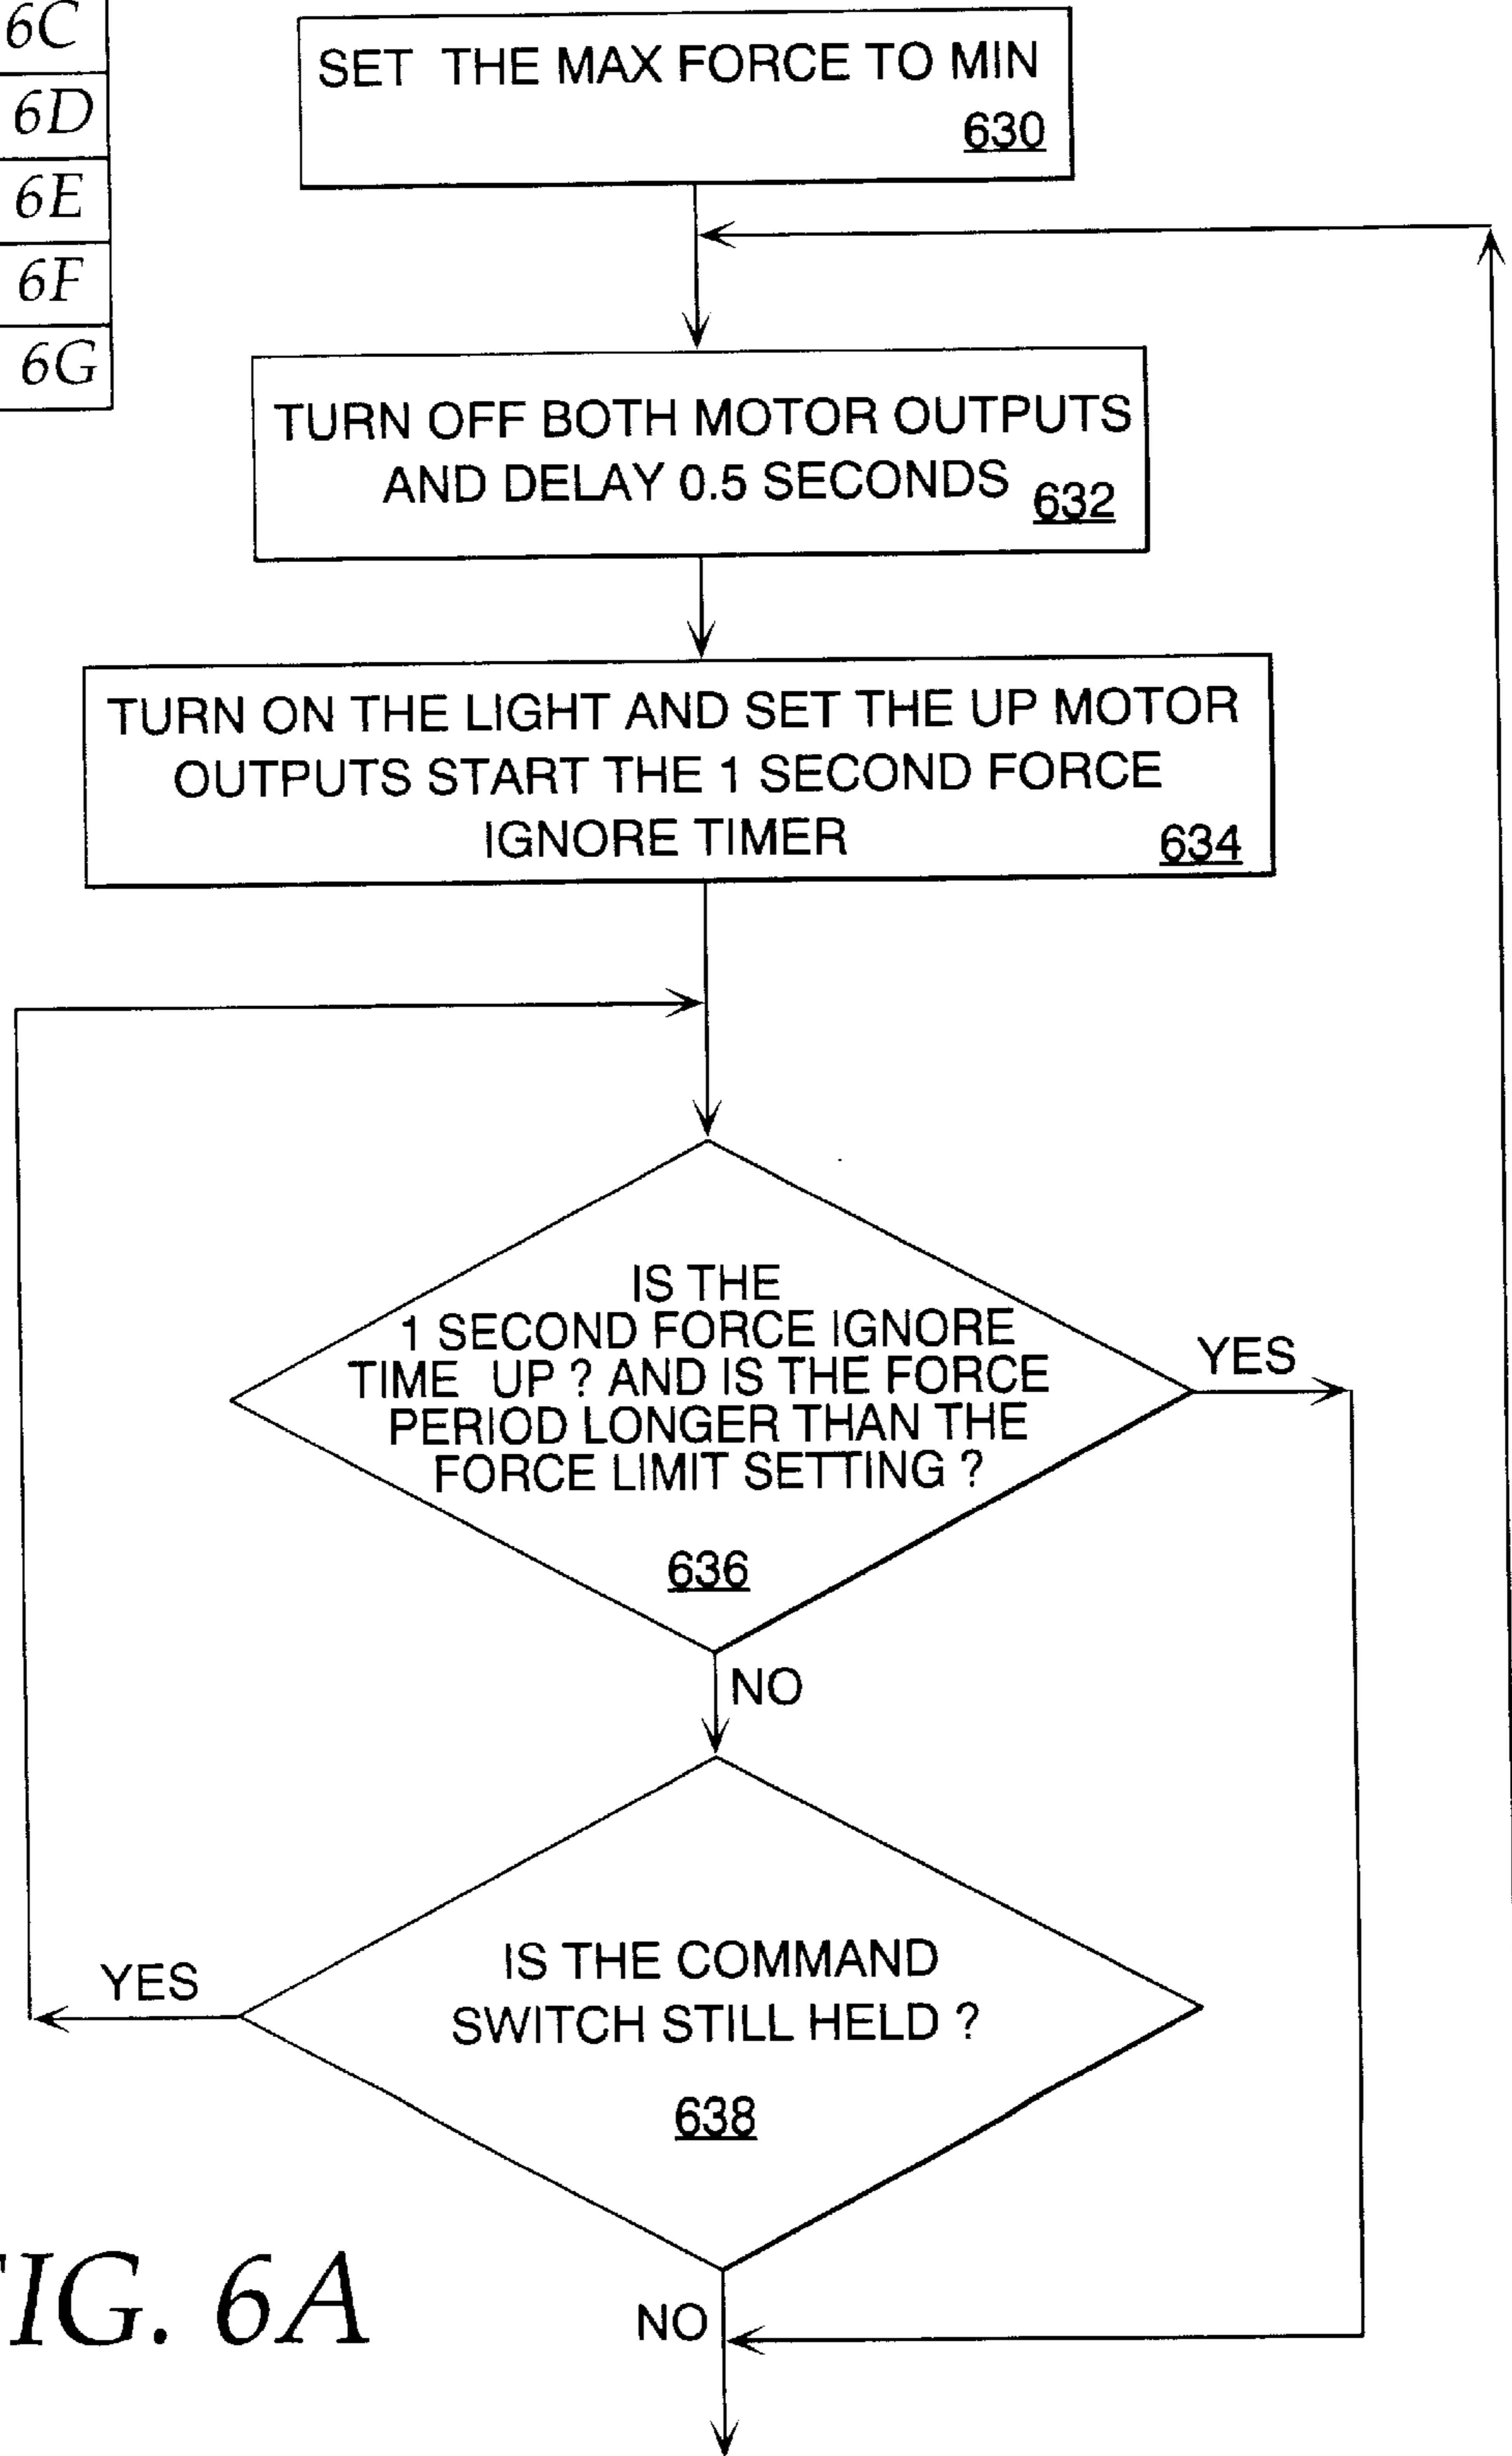 6C
6D
6E
6F
6G
SET THE MAX FORCE TO MIN
630
TURN OFF BOTH MOTOR OUTPUTS
AND DELAY 0.5 SECONDS
632
TURN ON THE LIGHT AND SET THE UP MOTOR
OUTPUTS START THE 1 SECOND FORCE
IGNORE TIMER
634
IS THE
1 SECOND FORCE IGNORE
TIME UP ? AND IS THE FORCE
PERIOD LONGER THAN THE
FORCE LIMIT SETTING ?
636
YES
NO
IS THE COMMAND
SWITCH STILL HELD ?
638
YES
NO
FIG. 6A